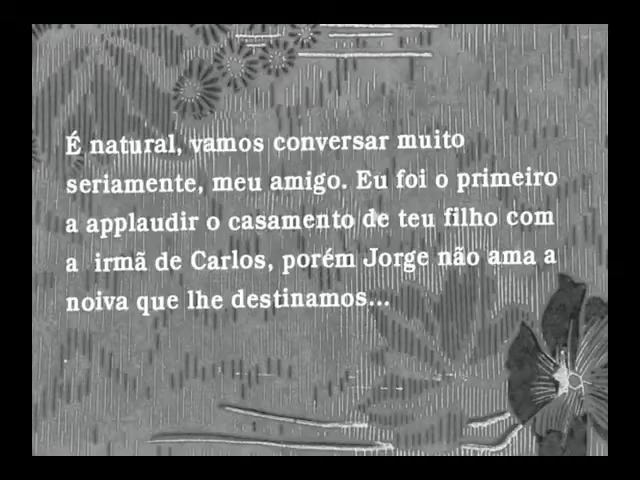 É natural, vamos conversar muito
seriamente, meu amigo. Eu foi o primeiro
a applaudir o casamento de teu filho com
a irmã de Carlos, porém Jorge não ama a
noiva que lhe destinamos...